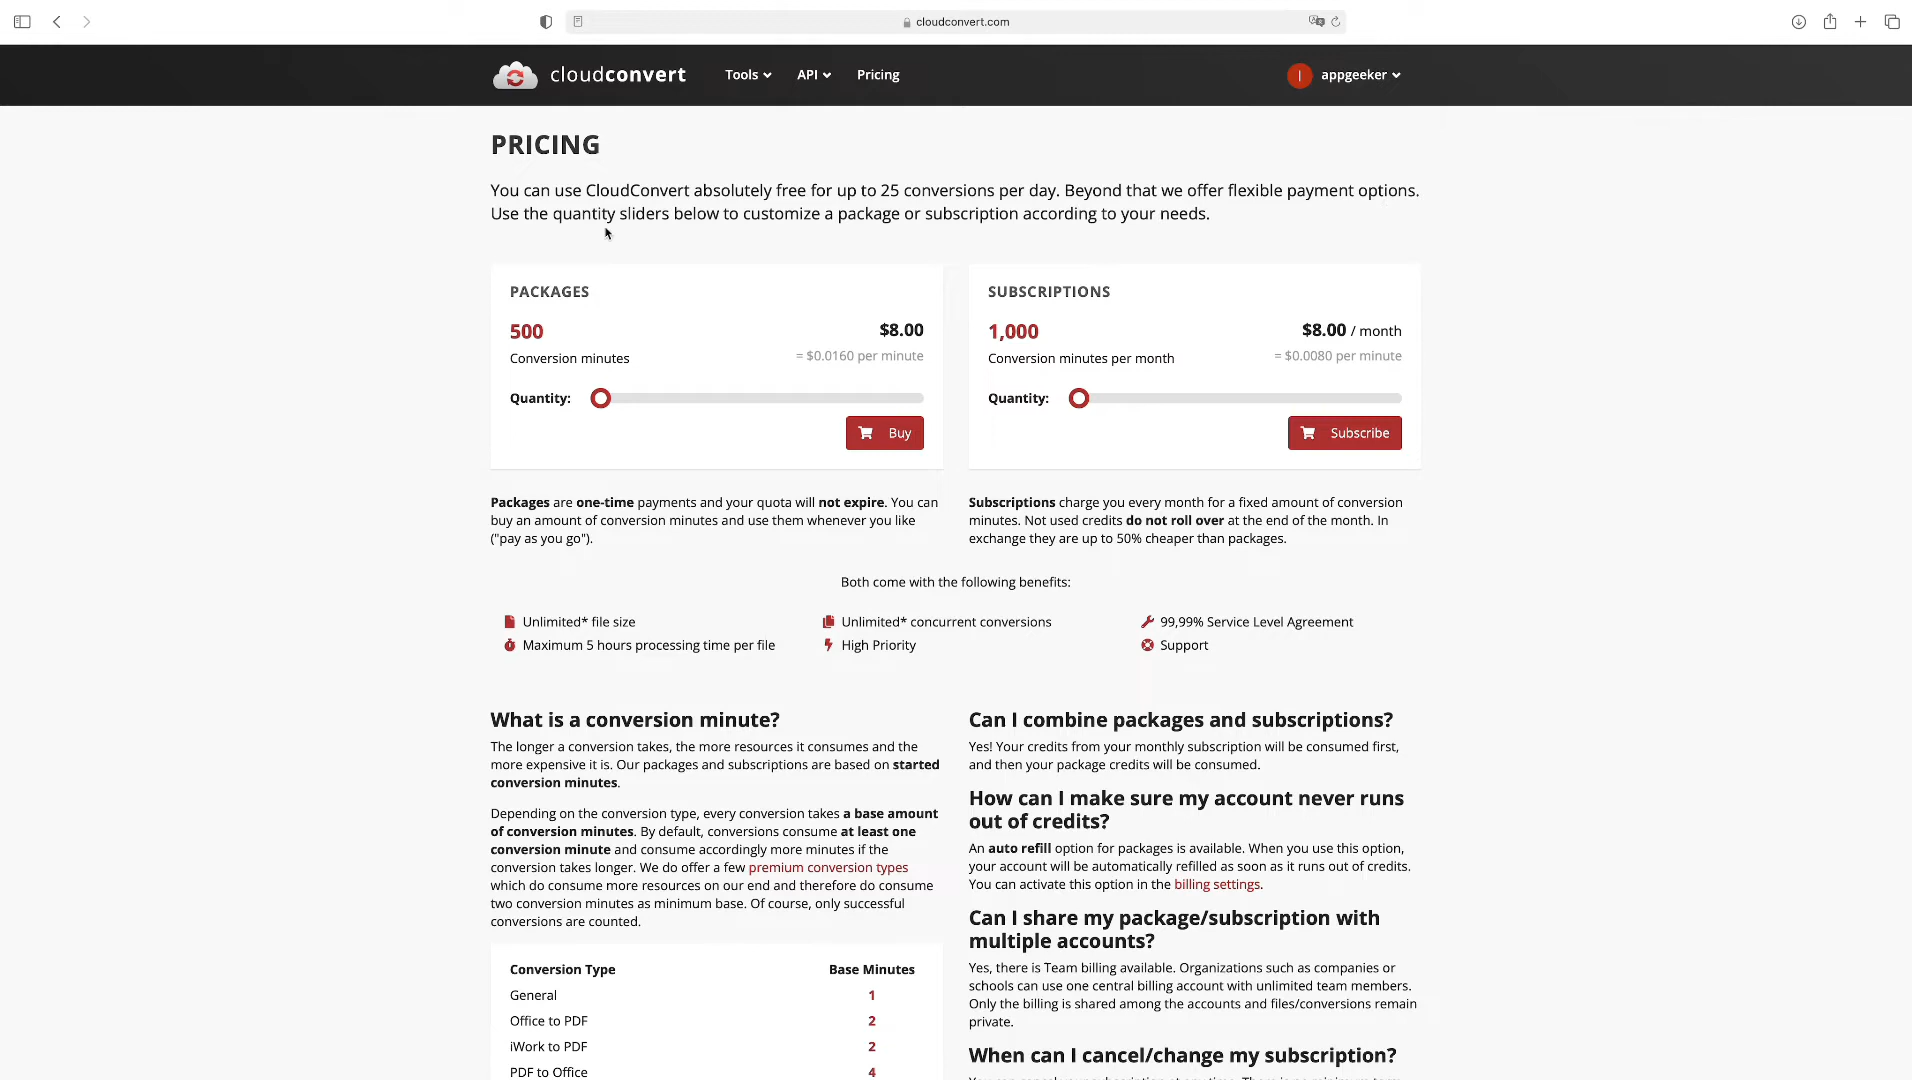 cloudconvert.com
cloudconvert
Tools
API
Pricing
appgeeker
PRICING
You can use CloudConvert absolutely free for up to 25 conversions per day. Beyond that we offer flexible payment options.
Use the quantity sliders below to customize a package or subscription according to your needs.
PACKAGES
500
$8.00
Conversion minutes
= $0.0160 per minute
Quantity:
Buy
SUBSCRIPTIONS
1,000
$8.00 / month
Conversion minutes per month
= $0.0080 per minute
Quantity:
Subscribe
Packages are one-time payments and your quota will not expire. You can
buy an amount of conversion minutes and use them whenever you like
("pay as you go").
Subscriptions charge you every month for a fixed amount of conversion
minutes. Not used credits do not roll over at the end of the month. In
exchange they are up to 50% cheaper than packages.
Both come with the following benefits:
Unlimited* file size
Unlimited* concurrent conversions
99,99% Service Level Agreement
Maximum 5 hours processing time per file
High Priority
Support
What is a conversion minute?
The longer a conversion takes, the more resources it consumes and the
more expensive it is. Our packages and subscriptions are based on started
conversion minutes.
Depending on the conversion type, every conversion takes a base amount
of conversion minutes. By default, conversions consume at least one
conversion minute and consume accordingly more minutes if the
conversion takes longer. We do offer a few premium conversion types
which do consume more resources on our end and therefore do consume
two conversion minutes as minimum base. Of course, only successful
conversions are counted.
Conversion Type
Base Minutes
General
1
Office to PDF
2
iWork to PDF
2
PDF to Office
4
Can I combine packages and subscriptions?
Yes! Your credits from your monthly subscription will be consumed first,
and then your package credits will be consumed.
How can I make sure my account never runs
out of credits?
An auto refill option for packages is available. When you use this option,
your account will be automatically refilled as soon as it runs out of credits.
You can activate this option in the billing settings.
Can I share my package/subscription with
multiple accounts?
Yes, there is Team billing available. Organizations such as companies or
schools can use one central billing account with unlimited team members.
Only the billing is shared among the accounts and files/conversions remain
private.
When can I cancel/change my subscription?